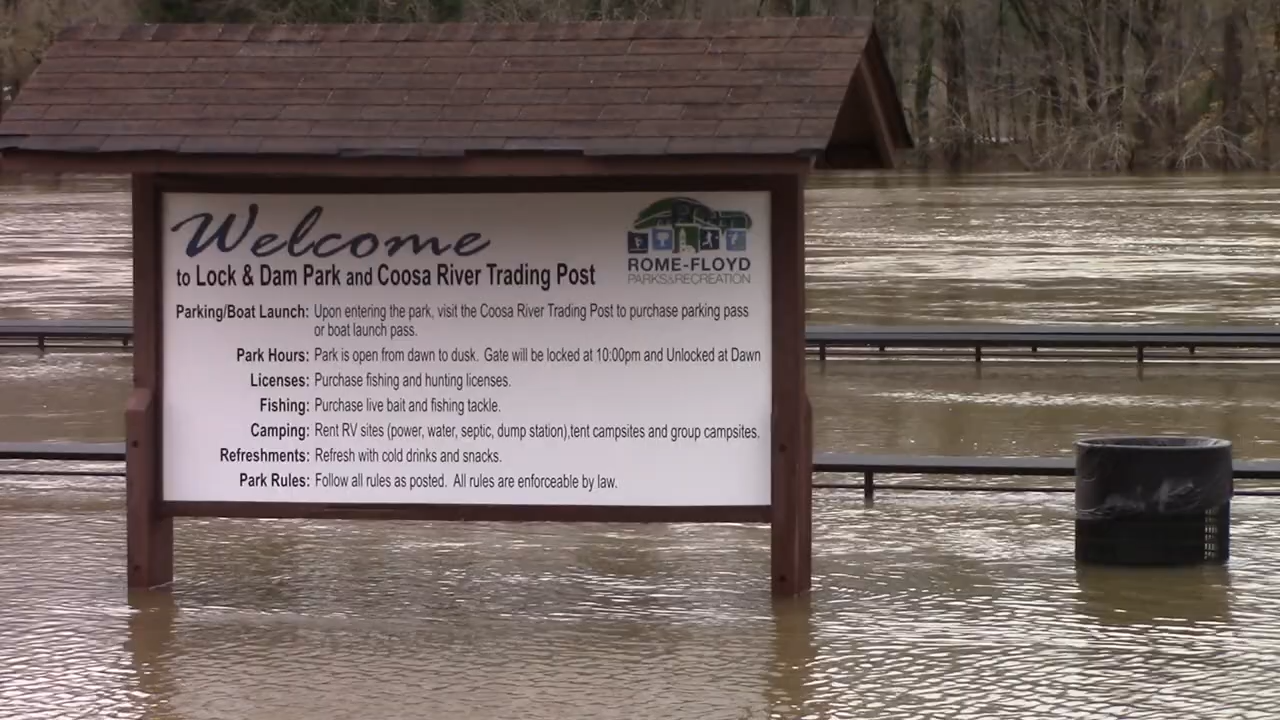 Welcome
to Lock & Dam Park and Coosa River Trading Post
ROME-FLOYD
PARKS&RECREATION
Parking/Boat Launch: Upon entering the park, visit the Coosa River Trading Post to purchase parking pass
or boat launch pass.
Park Hours: Park is open from dawn to dusk. Gate will be locked at 10:00pm and Unlocked at Dawn
Licenses: Purchase fishing and hunting licenses.
Fishing: Purchase live bait and fishing tackle.
Camping: Rent RV sites (power, water, septic, dump station),tent campsites and group campsites.
Refreshments: Refresh with cold drinks and snacks.
Park Rules: Follow all rules as posted. All rules are enforceable by law.